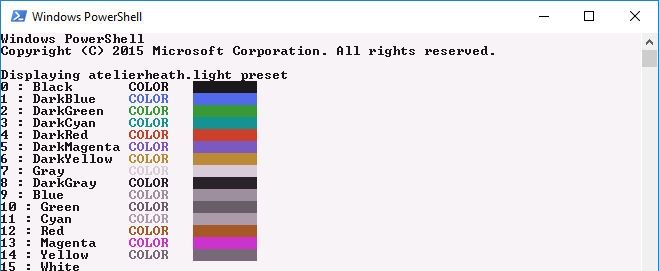 Windows PowerShell
Windows PowerShell
Copyright (C) 2015 Microsoft Corporation. All rights reserved.
Displaying atelierheath.light preset
0 : Black COLOR
1 : DarkBlue COLOR
2 : DarkGreen COLOR
3 : DarkCyan COLOR
4 : DarkRed COLOR
5 : DarkMagenta COLOR
6 : DarkYellow COLOR
7 : Gray COLOR
8 : DarkGray COLOR
9 : Blue COLOR
10 : Green COLOR
11 : Cyan COLOR
12 : Red COLOR
13 : Magenta COLOR
14 : Yellow COLOR
15 : White